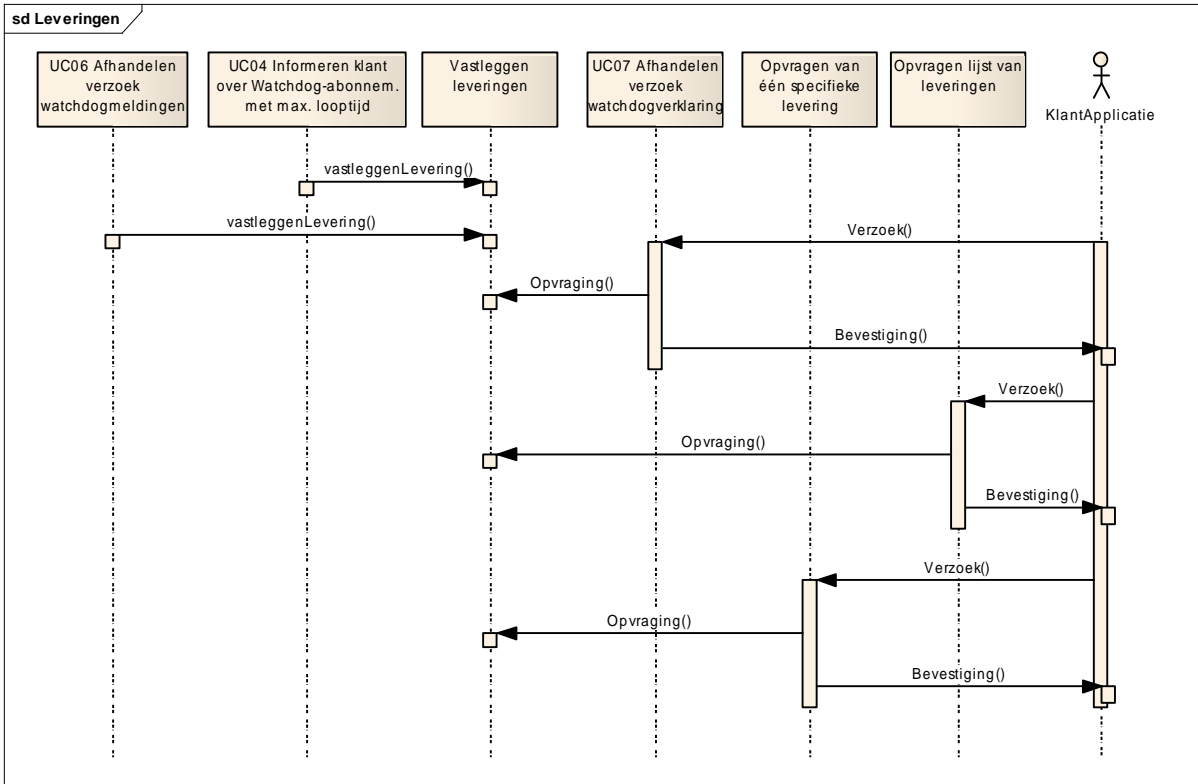 sd Leveringen
UC06 Afhandelen
verzoek
watchdogmeldingen
UC04 Informeren klant
over Watchdog-abonnem.
met max. looptijd
Vastleggen
leveringen
UC07 Afhandelen
verzoek
watchdogverklaring
Opvragen van
één specifieke
levering
Opvragen lijst van
leveringen
KlantApplicatie
vastleggenLevering()
vastleggenLevering()
Verzoek()
Opvraging()
Bevestiging()
Verzoek()
Opvraging()
Bevestiging()
Verzoek()
Opvraging()
Bevestiging()